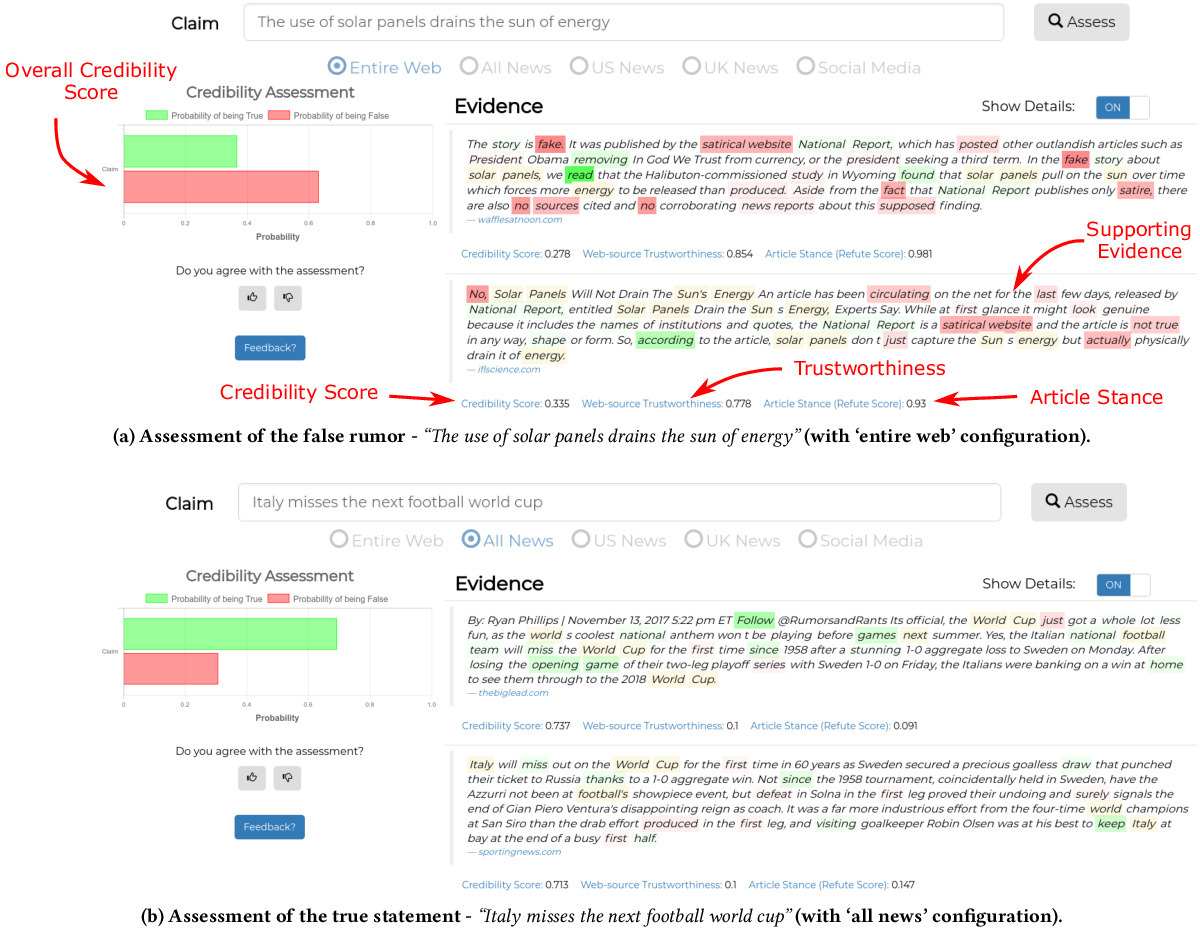 Claim
The use of solar panels drains the sun of energy
Assess
Entire Web
All News
US News
UK News
Social Media
Overall Credibility
Score
Credibility Assessment
Probability of being True
Probability of being False
Claim
0
0.2
0.4
0.6
0.8
1.0
Probability
Do you agree with the assessment?
Feedback?
Evidence
Show Details:
ON
The story is fake. It was published by the satirical website National Report, which has posted other outlandish articles such as
President Obama removing In God We Trust from currency, or the president seeking a third term. In the fake story about
solar panels, we read that the Halibuton-commissioned study in Wyoming found that solar panels pull on the sun over time
which forces more energy to be released than produced. Aside from the fact that National Report publishes only satire, there
are also no sources cited and no corroborating news reports about this supposed finding.
— wafflesatnoon.com
Credibility Score: 0.278 Web-source Trustworthiness: 0.854 Article Stance (Refute Score): 0.981
Supporting
Evidence
No, Solar Panels Will Not Drain The Sun's Energy An article has been circulating on the net for the last few days, released by
National Report, entitled Solar Panels Drain the Sun s Energy, Experts Say. While at first glance it might look genuine
because it includes the names of institutions and quotes, the National Report is a satirical website and the article is not true
in any way, shape or form. So, according to the article, solar panels don t just capture the Sun s energy but actually physically
drain it of energy.
— iflscience.com
Trustworthiness
Credibility Score
Credibility Score: 0.335 Web-source Trustworthiness: 0.778 Article Stance (Refute Score): 0.93
Article Stance
(a) Assessment of the false rumor - “The use of solar panels drains the sun of energy” (with ‘entire web’ configuration).
Claim
Italy misses the next football world cup
Assess
Entire Web
All News
US News
UK News
Social Media
Credibility Assessment
Probability of being True
Probability of being False
Claim
0
0.2
0.4
0.6
0.8
1.0
Probability
Do you agree with the assessment?
Feedback?
Evidence
Show Details:
ON
By: Ryan Phillips | November 13, 2017 5:22 pm ET Follow @RumorsandRants Its official, the World Cup just got a whole lot less
fun, as the world s coolest national anthem won t be playing before games next summer. Yes, the Italian national football
team will miss the World Cup for the first time since 1958 after a stunning 1-0 aggregate loss to Sweden on Monday. After
losing the opening game of their two-leg playoff series with Sweden 1-0 on Friday, the Italians were banking on a win at home
to see them through to the 2018 World Cup.
— thebiglead.com
Credibility Score: 0.737 Web-source Trustworthiness: 0.1 Article Stance (Refute Score): 0.091
Italy will miss out on the World Cup for the first time in 60 years as Sweden secured a precious goalless draw that punched
their ticket to Russia thanks to a 1-0 aggregate win. Not since the 1958 tournament, coincidentally held in Sweden, have the
Azzurri not been at football's showpiece event, but defeat in Solna in the first leg proved their undoing and surely signals the
end of Gian Piero Ventura's disappointing reign as coach. It was a far more industrious effort from the four-time world champions
at San Siro than the drab effort produced in the first leg, and visiting goalkeeper Robin Olsen was at his best to keep Italy at
bay at the end of a busy first half.
— sportingnews.com
Credibility Score: 0.713 Web-source Trustworthiness: 0.1 Article Stance (Refute Score): 0.147
(b) Assessment of the true statement - “Italy misses the next football world cup” (with ‘all news’ configuration).